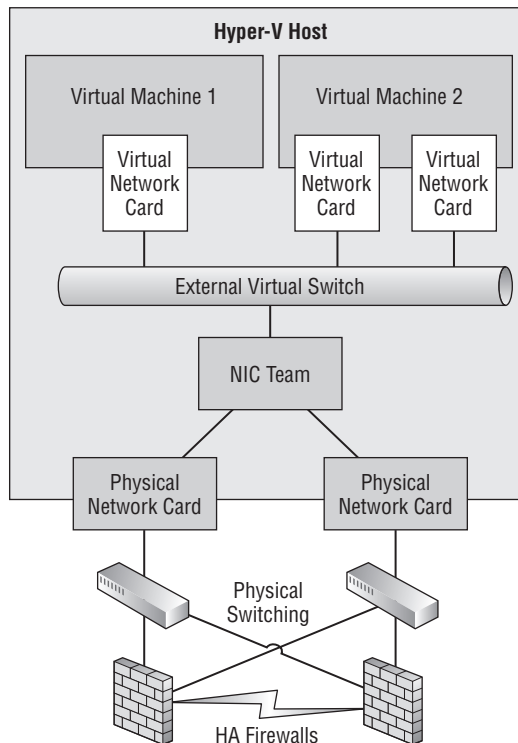 Hyper-V Host
Virtual Machine 1
Virtual Machine 2
Virtual
Network
Card
Virtual
Network
Card
Virtual
Network
Card
External Virtual Switch
NIC Team
Physical
Network Card
Physical
Network Card
Physical
Switching
HA Firewalls